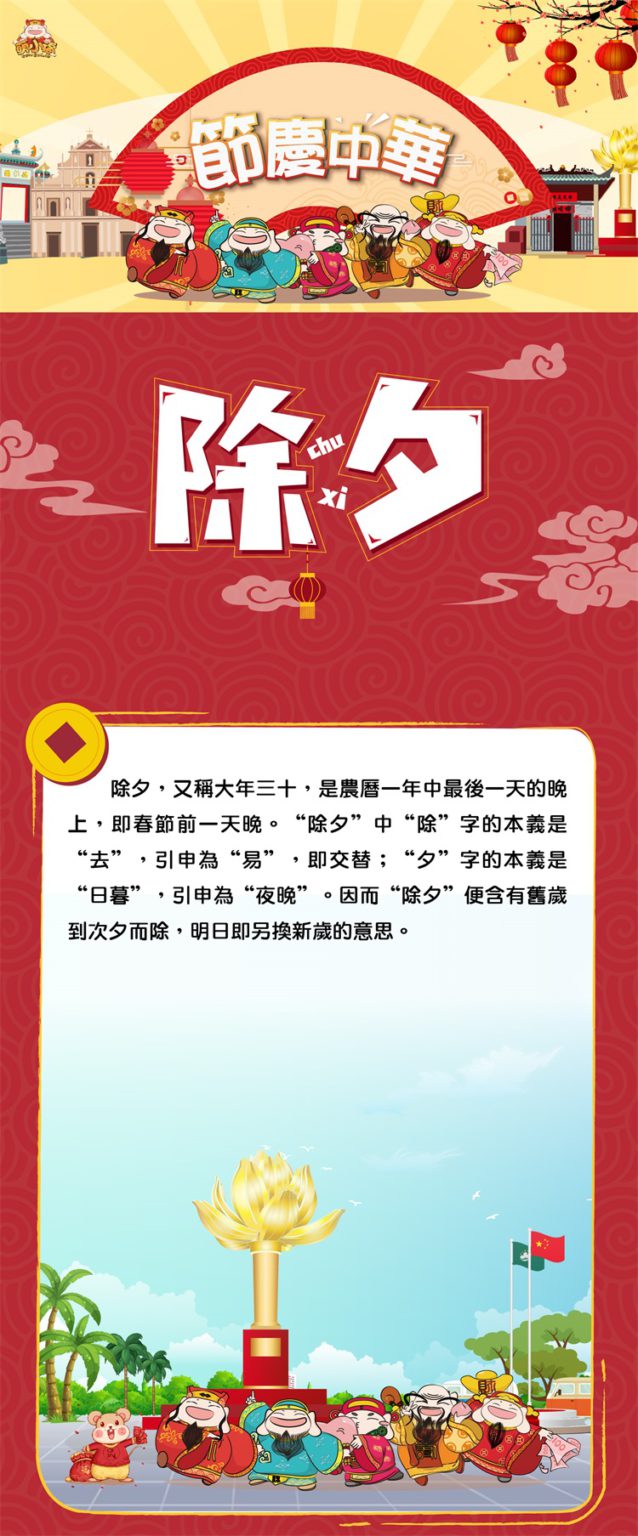 節慶中華
除夕
chu
xi
除夕，又稱大年三十，是農曆一年中最後一天的晚
上，即春節前一天晚。“除夕”中“除”字的本義是
“去”，引申為“易”，即交替；“夕”字的本義是
“日暮”，引申為“夜晚”。因而“除夕”便含有舊歲
到次夕而除，明日即另換新歲的意思。